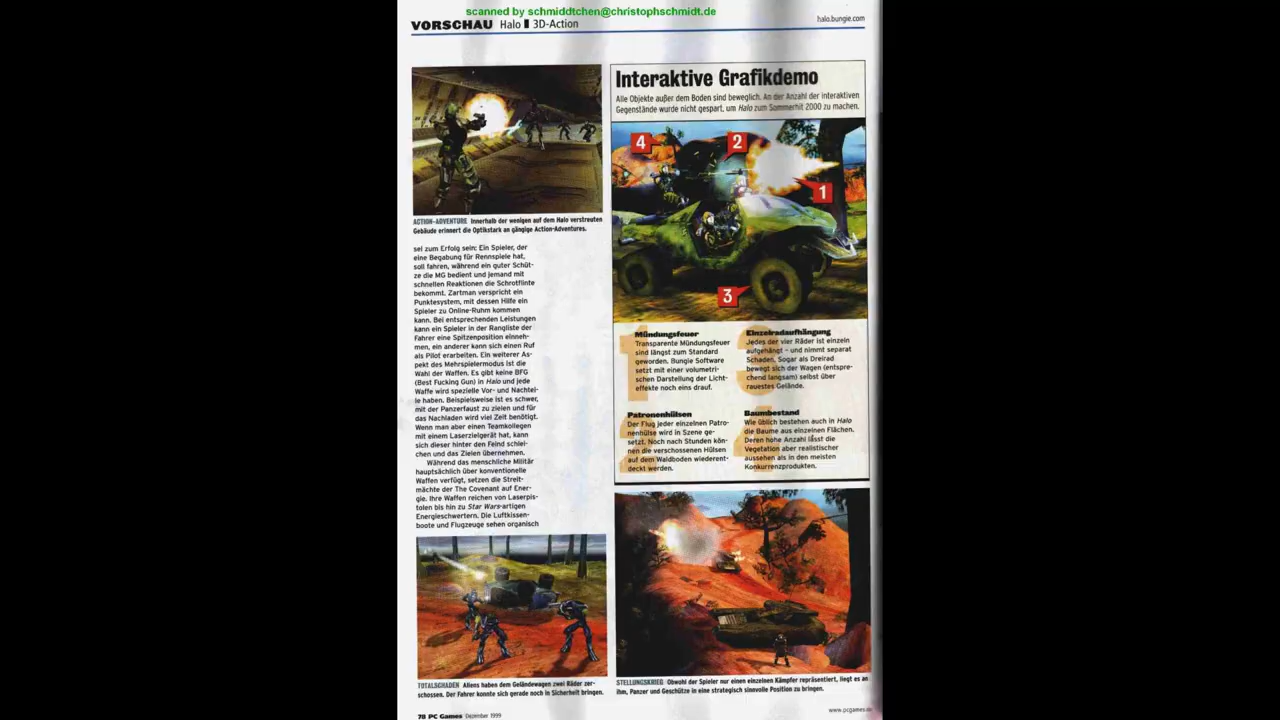 scanned by schmiddtchen@christophschmidt.de
VORSCHAU Halo 3D-Action
halo.bungie.com
ACTION-ADVENTURE Innerhalb der wenigen auf dem Halo verstreuten
Gebäude erinnert die Optikstark an gängige Action-Adventures.
sel zum Erfolg sein: Ein Spieler, der
eine Begabung für Rennspiele hat,
soll fahren, während ein guter Schüt-
ze die MG bedient und jemand mit
schnellen Reaktionen die Schrotflinte
bekommt. Zartman verspricht ein
Punktesystem, mit dessen Hilfe ein
Spieler zu Online-Ruhm kommen
kann. Bei entsprechenden Leistungen
kann ein Spieler in der Rangliste der
Fahrer eine Spitzenposition einneh-
men, ein anderer kann sich einen Ruf
als Pilot erarbeiten. Ein weiterer As-
pekt des Mehrspielermodus ist die
Wahl der Waffen. Es gibt keine BFG
(Best Fucking Gun) in Halo und jede
Waffe wird spezielle Vor- und Nachtei-
le haben. Beispielsweise ist es schwer,
mit der Panzerfaust zu zielen und für
das Nachladen wird viel Zeit benötigt.
Wenn man aber einen Teamkollegen
mit einem Laserzielgerät hat, kann
sich dieser hinter den Feind schlei-
chen und das Zielen übernehmen.
Während das menschliche Militär
hauptsächlich über konventionelle
Waffen verfügt, setzen die Streit-
mächte der The Covenant auf Ener-
gie. Ihre Waffen reichen von Laserpis-
tolen bis hin zu Star Wars-artigen
Energieschwertern. Die Luftkissen-
boote und Flugzeuge sehen organisch
TOTALSCHADEN Aliens haben dem Geländewagen zwei Räder zer-
schossen. Der Fahrer konnte sich gerade noch in Sicherheit bringen.
78 PC Games Dezember 1999
Interaktive Grafikdemo
Alle Objekte außer dem Boden sind beweglich. An der Anzahl der interaktiven
Gegenstände wurde nicht gespart, um Halo zum Sommerhit 2000 zu machen.
4
2
1
3
1
Mündungsfeuer
Transparente Mündungsfeuer
sind längst zum Standard
geworden. Bungie Software
setzt mit einer volumetri-
schen Darstellung der Licht-
effekte noch eins drauf.
2
Patronenhülsen
Der Flug jeder einzelnen Patro-
nenhülse wird in Szene ge-
setzt. Noch nach Stunden kön-
nen die verschossenen Hülsen
auf dem Waldboden wiederent-
deckt werden.
3
Einzelradaufhängung
Jedes der vier Räder ist einzeln
aufgehängt – und nimmt separat
Schaden. Sogar als Dreirad
bewegt sich der Wagen (entspre-
chend langsam) selbst über
rauestes Gelände.
4
Baumbestand
Wie üblich bestehen auch in Halo
die Bäume aus einzelnen Flächen.
Deren hohe Anzahl lässt die
Vegetation aber realistischer
aussehen als in den meisten
Konkurrenzprodukten.
STELLUNGSKRIEG Obwohl der Spieler nur einen einzelnen Kämpfer repräsentiert, liegt es an
ihm, Panzer und Geschütze in eine strategisch sinnvolle Position zu bringen.
www.pcgames.de